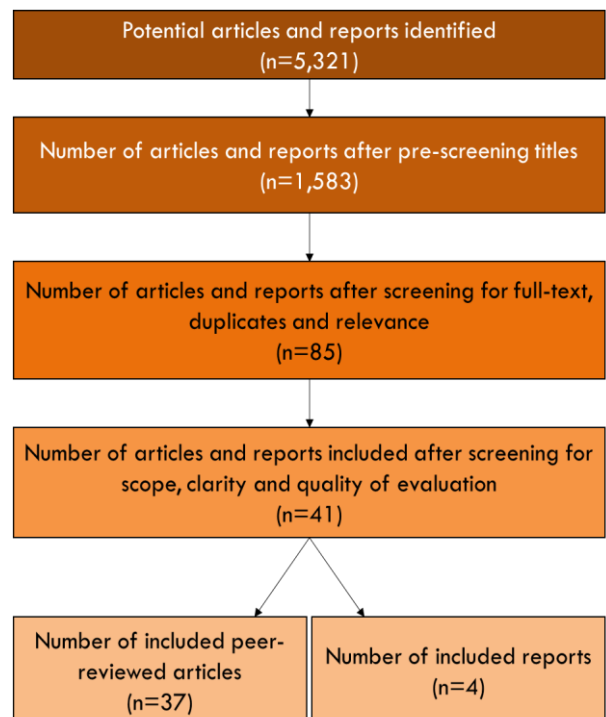 Potential articles and reports identified
(n=5,321)
Number of articles and reports after pre-screening titles
(n=1,583)
Number of articles and reports after screening for full-text,
duplicates and relevance
(n=85)
Number of articles and reports included after screening for
scope, clarity and quality of evaluation
(n=41)
Number of included peer-
reviewed articles
(n=37)
Number of included reports
(n=4)